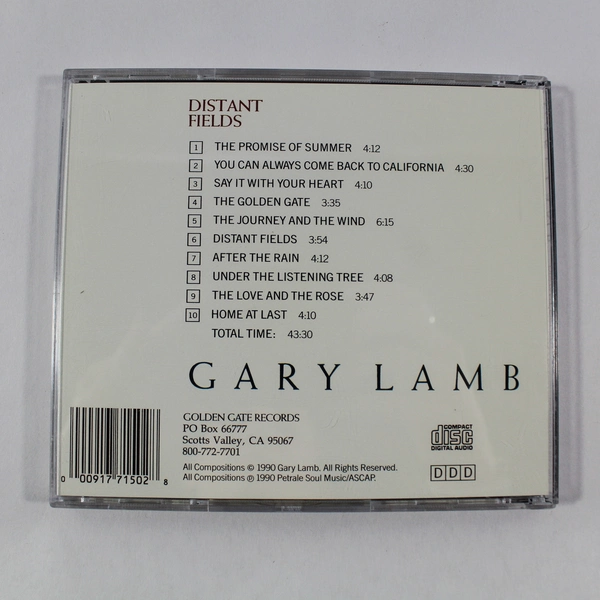 DISTANT
FIELDS
1 THE PROMISE OF SUMMER 4:12
2 YOU CAN ALWAYS COME BACK TO CALIFORNIA 4:30
3 SAY IT WITH YOUR HEART 4:10
4 THE GOLDEN GATE 3:35
5 THE JOURNEY AND THE WIND 6:15
6 DISTANT FIELDS 3:54
7 AFTER THE RAIN 4:12
8 UNDER THE LISTENING TREE 4:08
9 THE LOVE AND THE ROSE 3:47
10 HOME AT LAST 4:10
TOTAL TIME: 43:30
GARY LAMB
GOLDEN GATE RECORDS
PO Box 66777
Scotts Valley, CA 95067
800-772-7701
All Compositions © 1990 Gary Lamb. All Rights Reserved.
All Compositions ℗ 1990 Petrale Soul Music/ASCAP.
0 00917 71502 8
COMPACT
disc
DIGITAL AUDIO
DDD